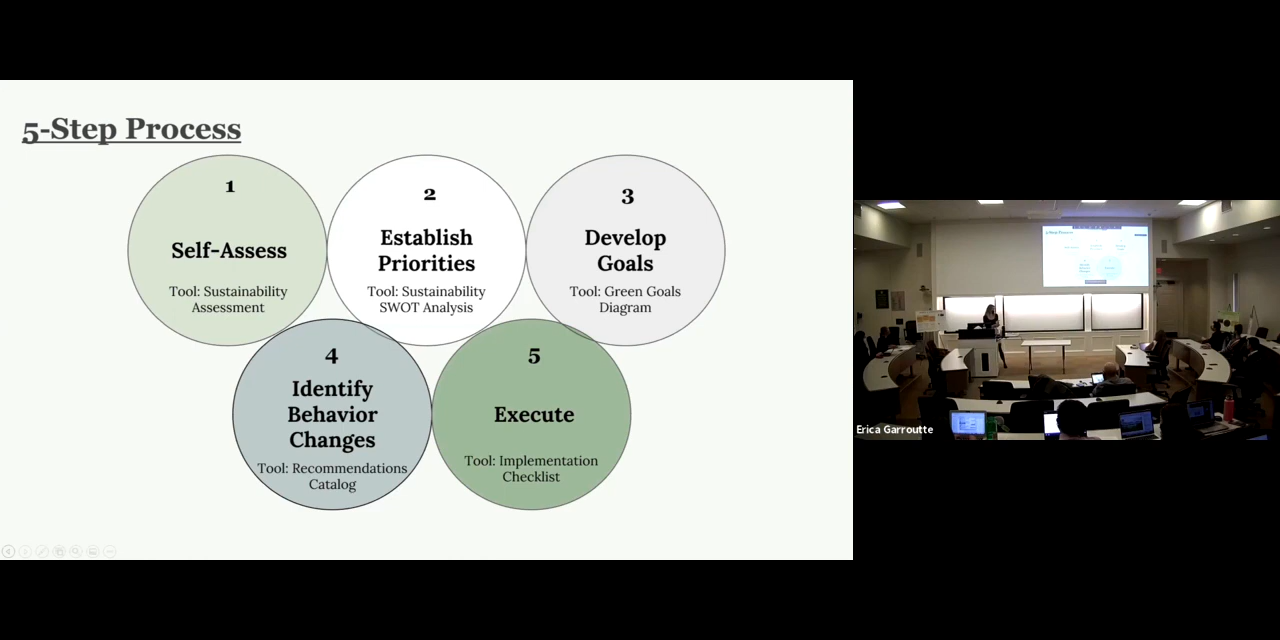 5-Step Process
1
Self-Assess
Tool: Sustainability
Assessment
2
Establish
Priorities
Tool: Sustainability
SWOT Analysis
3
Develop
Goals
Tool: Green Goals
Diagram
4
Identify
Behavior
Changes
Tool: Recommendations
Catalog
5
Execute
Tool: Implementation
Checklist
Erica Garroutte